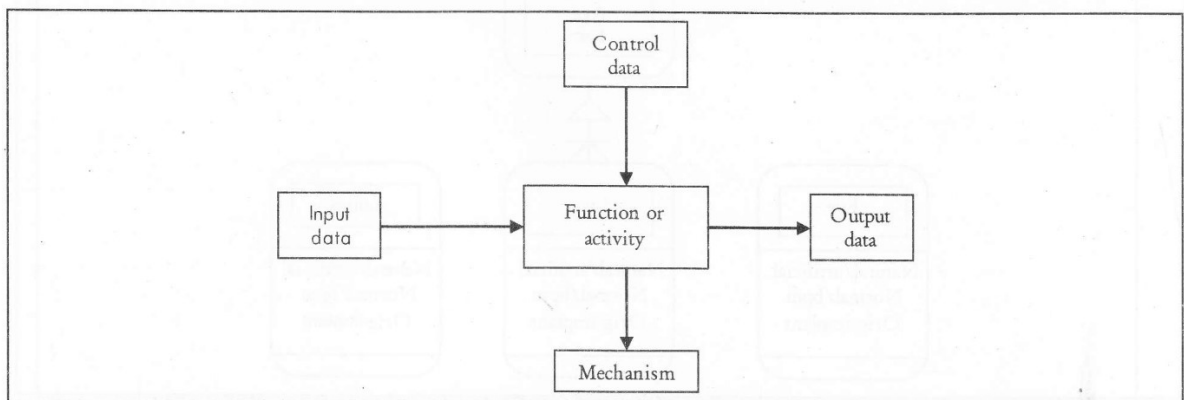 Control
data
Input
data
Function or
activity
Output
data
Mechanism